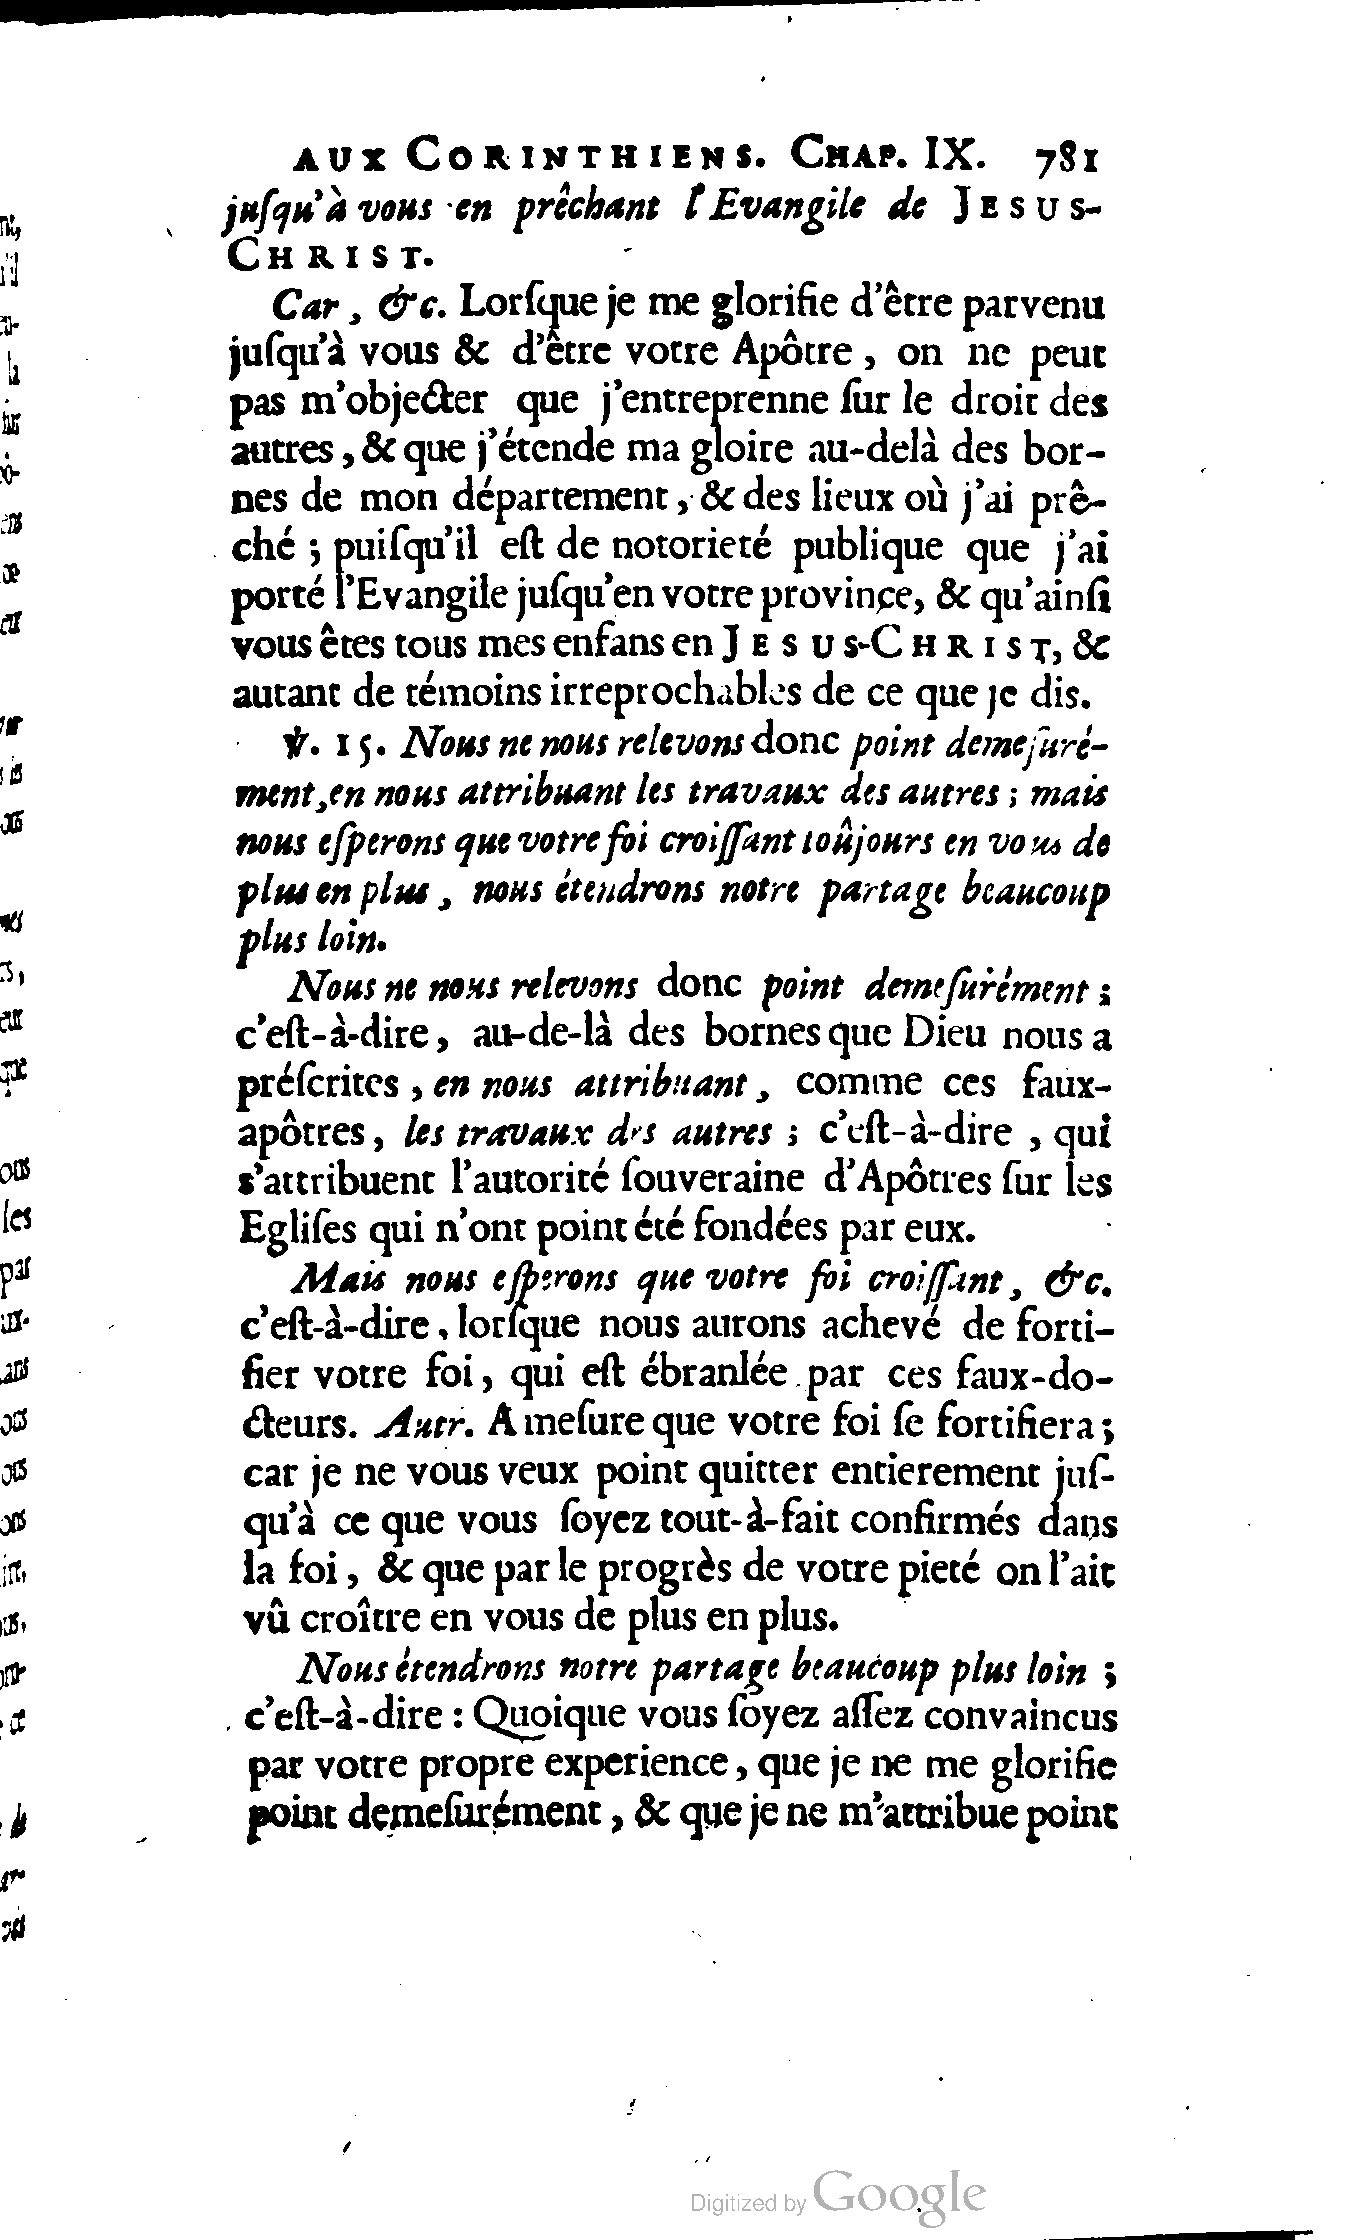 AUX CORINTHIENS. CHAP. IX. 781
juſqu'à vous en prêchant l'Evangile de JESUS-
CHRIST.
Car, &c. Lorſque je me glorifie d'être parvenu
juſqu'à vous & d'être votre Apôtre, on ne peut
pas m'objecter que j'entreprenne ſur le droit des
autres, & que j'étende ma gloire au-delà des bor-
nes de mon département, & des lieux où j'ai prê-
ché ; puiſqu'il eſt de notorieté publique que j'ai
porté l'Evangile juſqu'en votre province, & qu'ainſi
vous êtes tous mes enfans en JESUS-CHRIST, &
autant de témoins irreprochables de ce que je dis.
℣. 15. Nous ne nous relevons donc point demeſuré-
ment, en nous attribuant les travaux des autres ; mais
nous eſperons que votre foi croiſſant toûjours en vous de
plus en plus, nous étendrons notre partage beaucoup
plus loin.
Nous ne nous relevons donc point demeſurément ;
c'eſt-à-dire, au-de-là des bornes que Dieu nous a
préſcrites, en nous attribuant, comme ces faux-
apôtres, les travaux des autres ; c'eſt-à-dire, qui
s'attribuent l'autorité ſouveraine d'Apôtres ſur les
Egliſes qui n'ont point été fondées par eux.
Mais nous eſperons que votre foi croiſſant, &c.
c'eſt-à-dire, lorſque nous aurons achevé de forti-
fier votre foi, qui eſt ébranlée par ces faux-do-
cteurs. Autr. A meſure que votre foi ſe fortifiera ;
car je ne vous veux point quitter entierement juſ-
qu'à ce que vous ſoyez tout-à-fait confirmés dans
la foi, & que par le progrès de votre pieté on l'ait
vû croître en vous de plus en plus.
Nous étendrons notre partage beaucoup plus loin ;
c'eſt-à-dire : Quoique vous ſoyez aſſez convaincus
par votre propre experience, que je ne me glorifie
point demeſurément, & que je ne m'attribue point
Digitized by Google